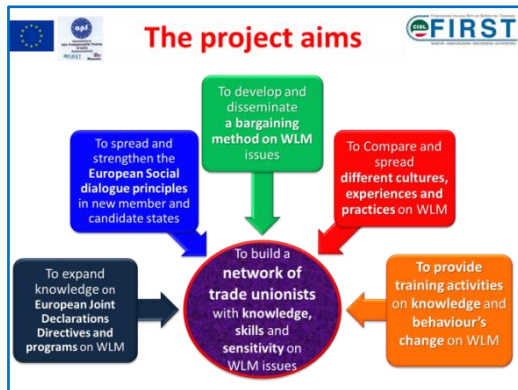 The project aims
apf
FIRST
CISL
FIRST
To develop and
disseminate
a bargaining
method on WLM
issues
To spread and
strengthen the
European Social
dialogue principles
in new member and
candidate states
To Compare and
spread
different cultures,
experiences and
practices on WLM
To expand
knowledge on
European Joint
Declarations
Directives and
programs on WLM
To build a
network of
trade unionists
with knowledge,
skills and
sensitivity on
WLM issues
To provide
training activities
on knowledge and
behaviour's
change on WLM